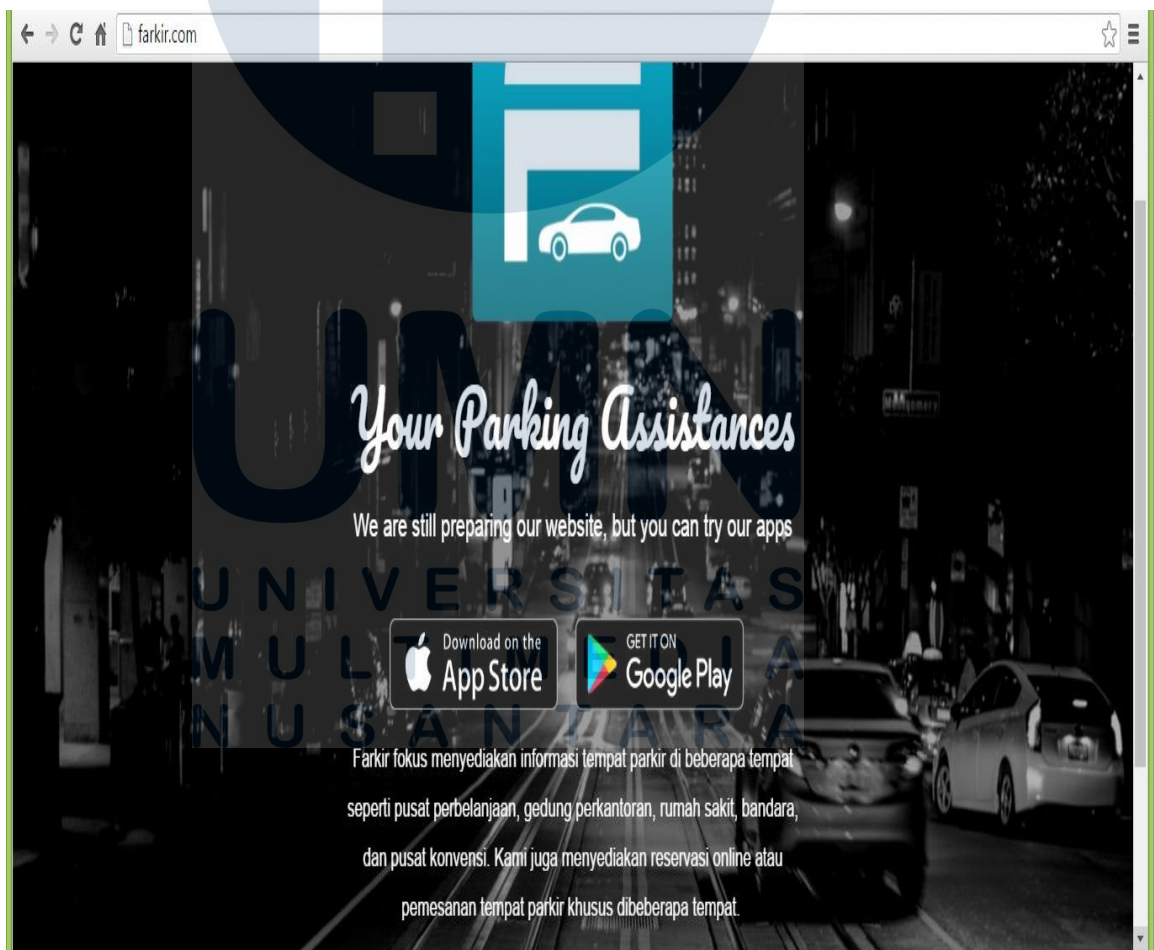 farkir.com
Your Parking Assistances
We are still preparing our website, but you can try our apps
Download on the
App Store
GET IT ON
Google Play
Farkir fokus menyediakan informasi tempat parkir di beberapa tempat
seperti pusat perbelanjaan, gedung perkantoran, rumah sakit, bandara,
dan pusat konvensi. Kami juga menyediakan reservasi online atau
pemesanan tempat parkir khusus dibeberapa tempat.
Montgomery
UMN
UNIVERSITAS
MULTIMEDIA
NUSANTARA